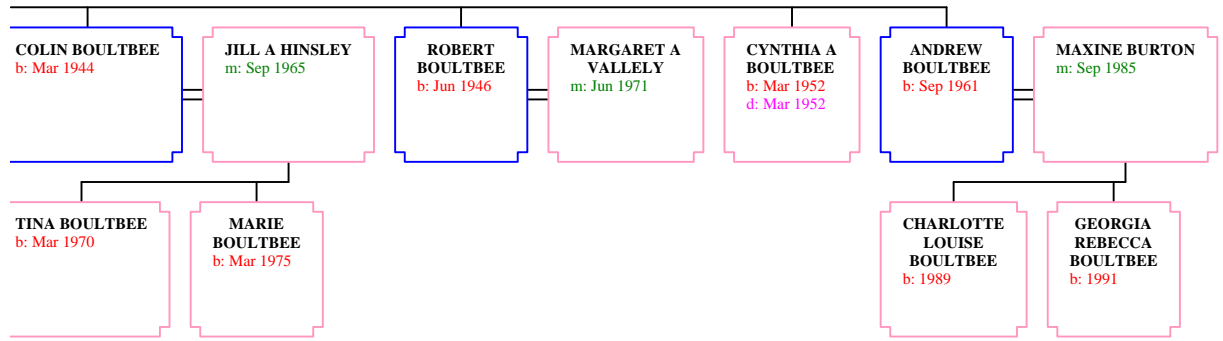 COLIN BOULTBEE
b: Mar 1944
JILL A HINSLEY
m: Sep 1965
ROBERT
BOULTBEE
b: Jun 1946
MARGARET A
VALLELY
m: Jun 1971
CYNTHIA A
BOULTBEE
b: Mar 1952
d: Mar 1952
ANDREW
BOULTBEE
b: Sep 1961
MAXINE BURTON
m: Sep 1985
TINA BOULTBEE
b: Mar 1970
MARIE
BOULTBEE
b: Mar 1975
CHARLOTTE
LOUISE
BOULTBEE
b: 1989
GEORGIA
REBECCA
BOULTBEE
b: 1991